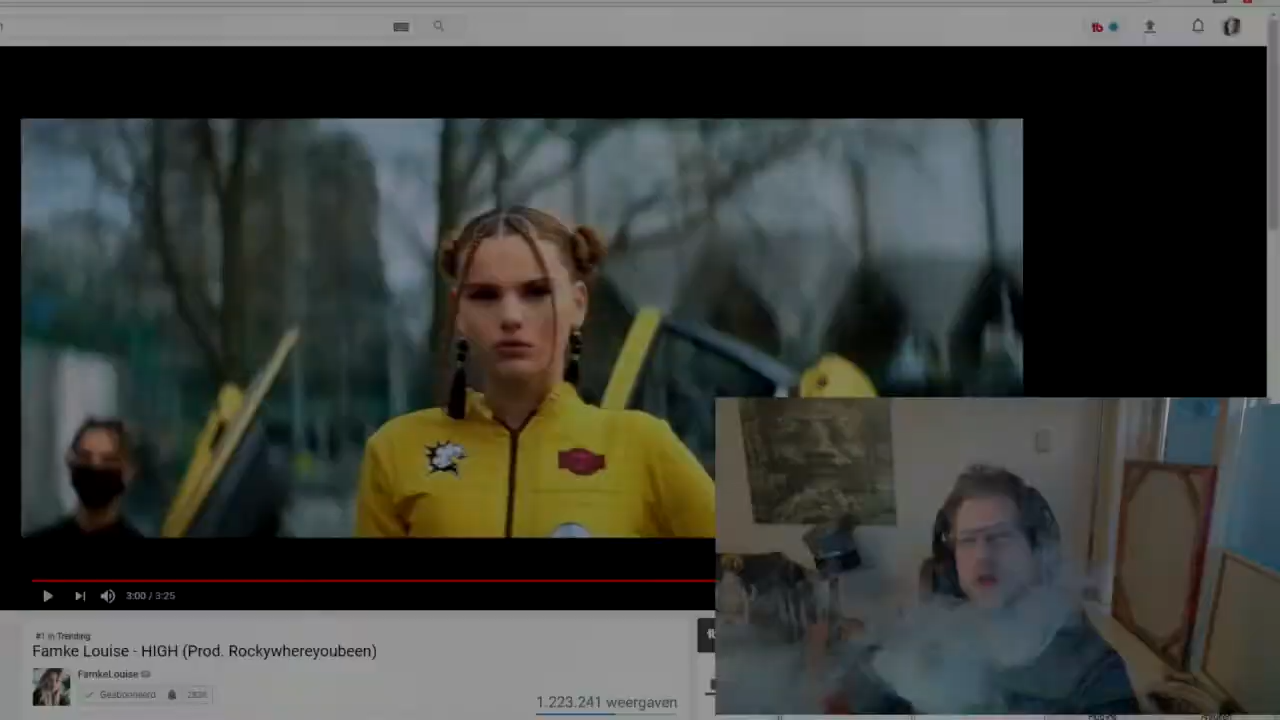 3:00 / 3:25
#1 in Trending
Famke Louise - HIGH (Prod. Rockywhereyoubeen)
FamkeLouise
Geabonneerd
1.223.241 weergaven